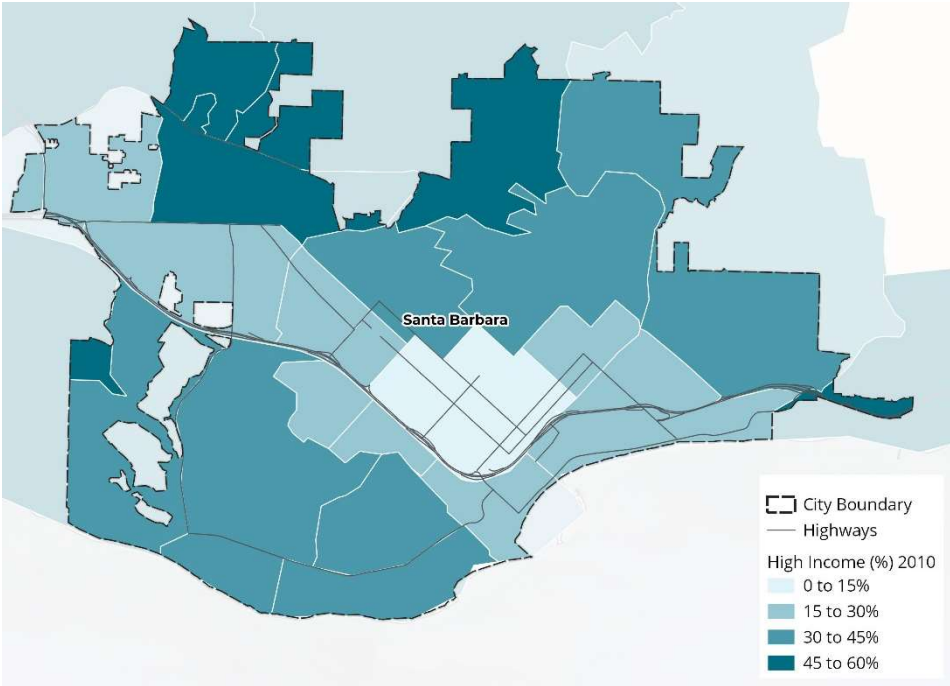 Santa Barbara
City Boundary
Highways
High Income (%) 2010
0 to 15%
15 to 30%
30 to 45%
45 to 60%